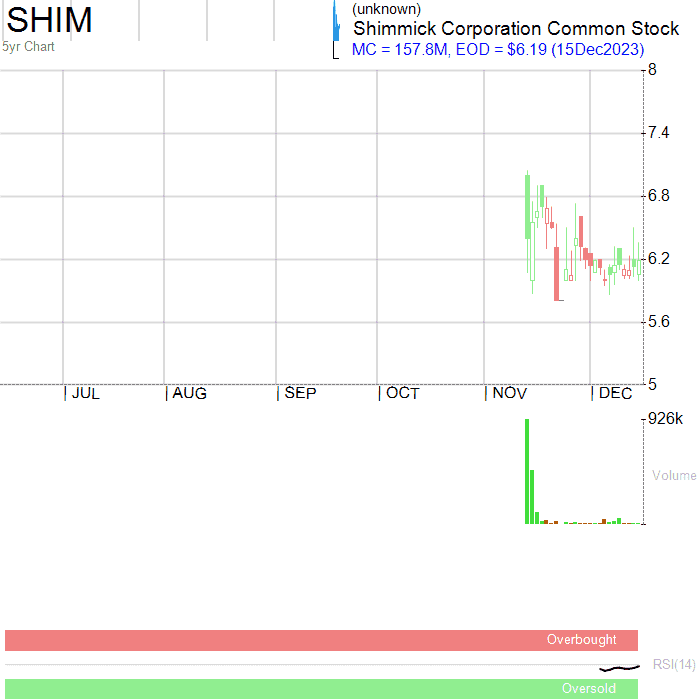 SHIM
(unknown)
Shimmick Corporation Common Stock
5yr Chart
MC = 157.8M, EOD = $6.19 (15Dec2023)
8
7.4
6.8
6.2
5.6
5
JUL AUG SEP OCT NOV DEC
926k
Volume
Overbought
RSI(14)
Oversold